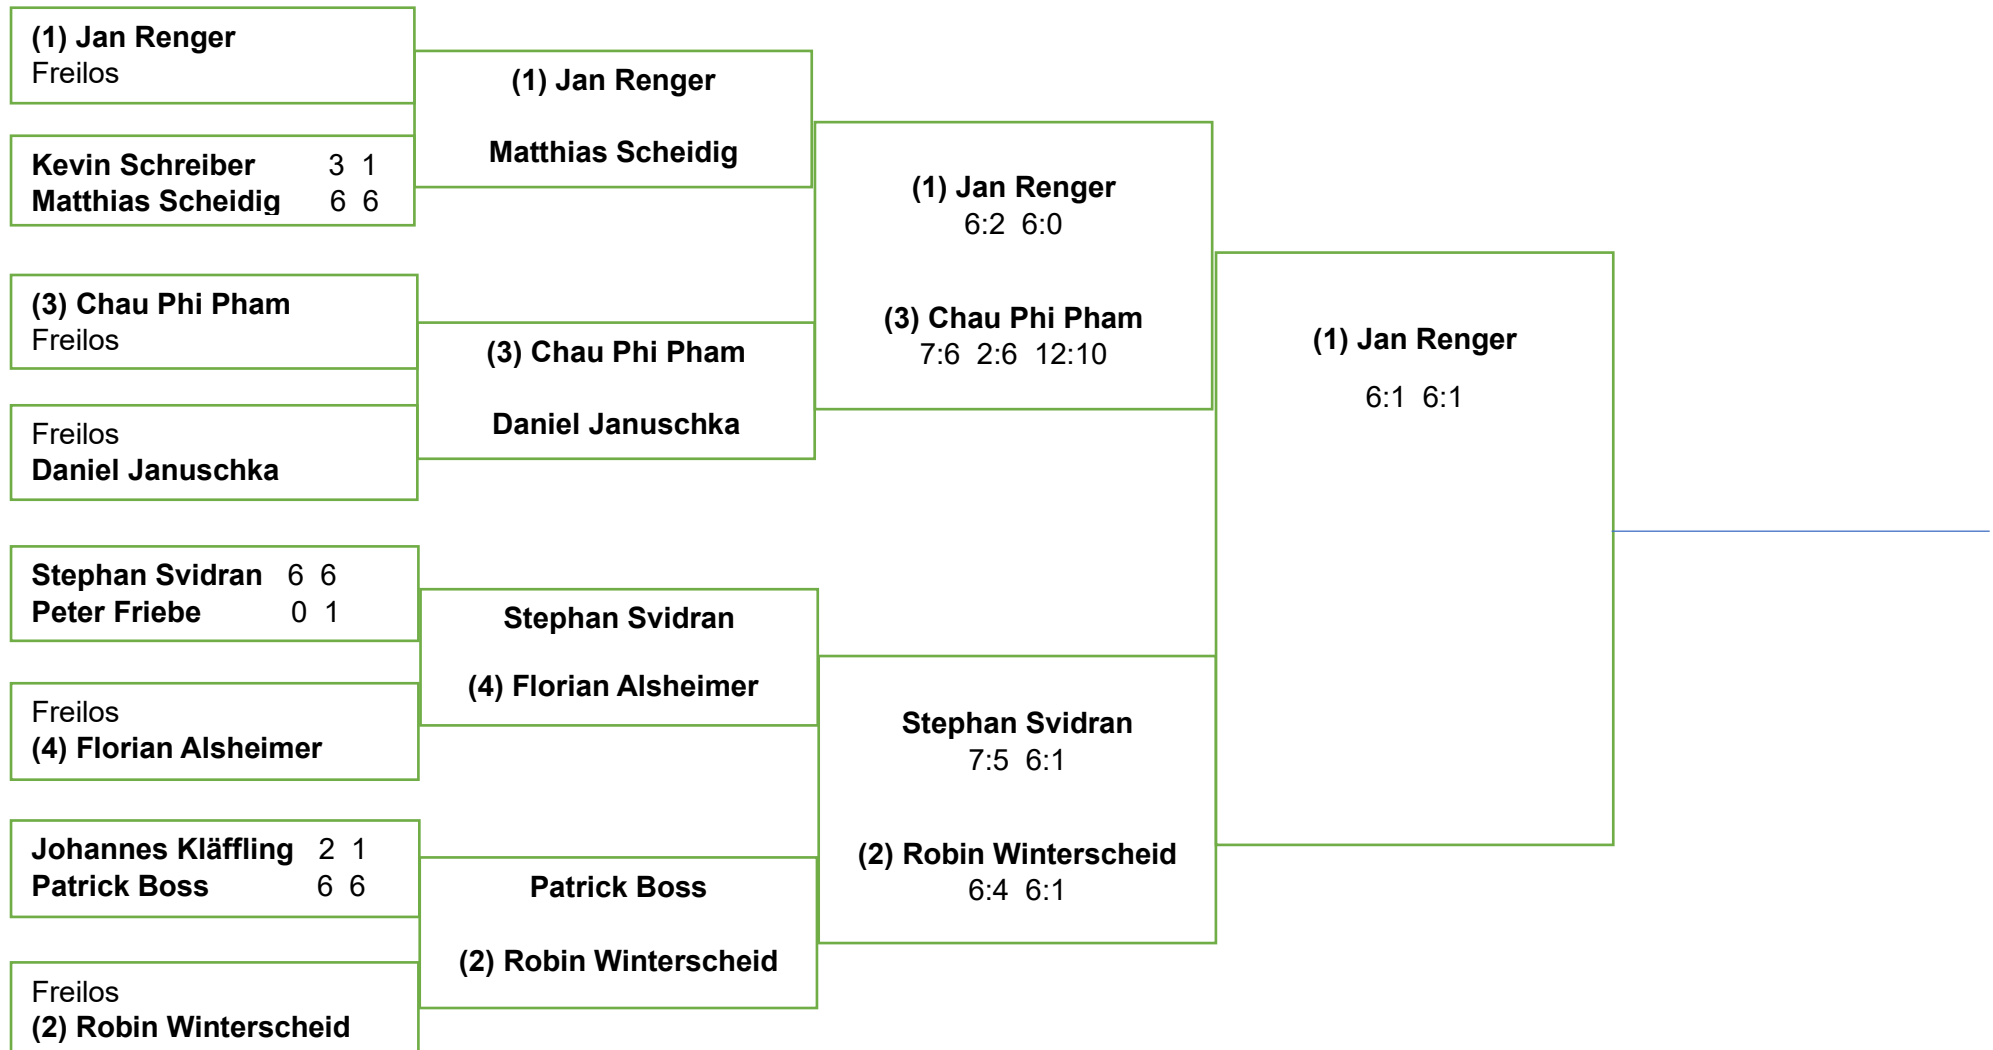 (1) Jan Renger
Freilos
Kevin Schreiber 3 1
Matthias Scheidig 6 6
(3) Chau Phi Pham
Freilos
Freilos
Daniel Januschka
Stephan Svidran 6 6
Peter Friebe 0 1
Freilos
(4) Florian Alsheimer
Johannes Kläffling 2 1
Patrick Boss 6 6
Freilos
(2) Robin Winterscheid
(1) Jan Renger
Matthias Scheidig
(3) Chau Phi Pham
Daniel Januschka
Stephan Svidran
(4) Florian Alsheimer
Patrick Boss
(2) Robin Winterscheid
(1) Jan Renger
6:2 6:0
(3) Chau Phi Pham
7:6 2:6 12:10
Stephan Svidran
7:5 6:1
(2) Robin Winterscheid
6:4 6:1
(1) Jan Renger
6:1 6:1